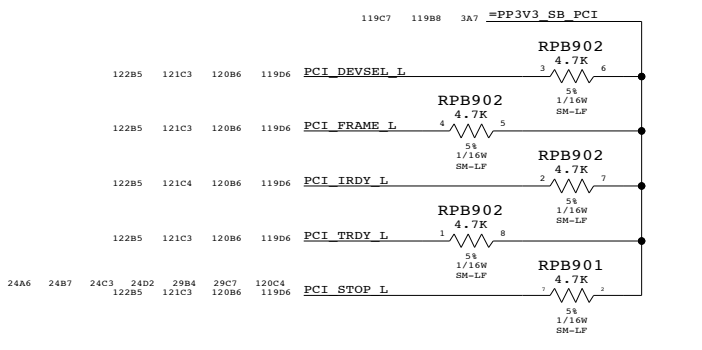 119C7 119B8 3A7 =PP3V3_SB_PCI
RPB902
4.7K
122B5 121C3 120B6 119D6 PCI_DEVSEL_L 3 6
5%
1/16W
SM-LF
RPB902
4.7K
122B5 121C3 120B6 119D6 PCI_FRAME_L 4 5
5%
1/16W
SM-LF
RPB902
4.7K
122B5 121C4 120B6 119D6 PCI_IRDY_L 2 7
5%
1/16W
SM-LF
RPB902
4.7K
122B5 121C3 120B6 119D6 PCI_TRDY_L 1 8
5%
1/16W
SM-LF
RPB901
4.7K
24A6 24B7 24C3 24D2 29B4 29C7 120C4
122B5 121C3 120B6 119D6 PCI_STOP_L 7 2
5%
1/16W
SM-LF